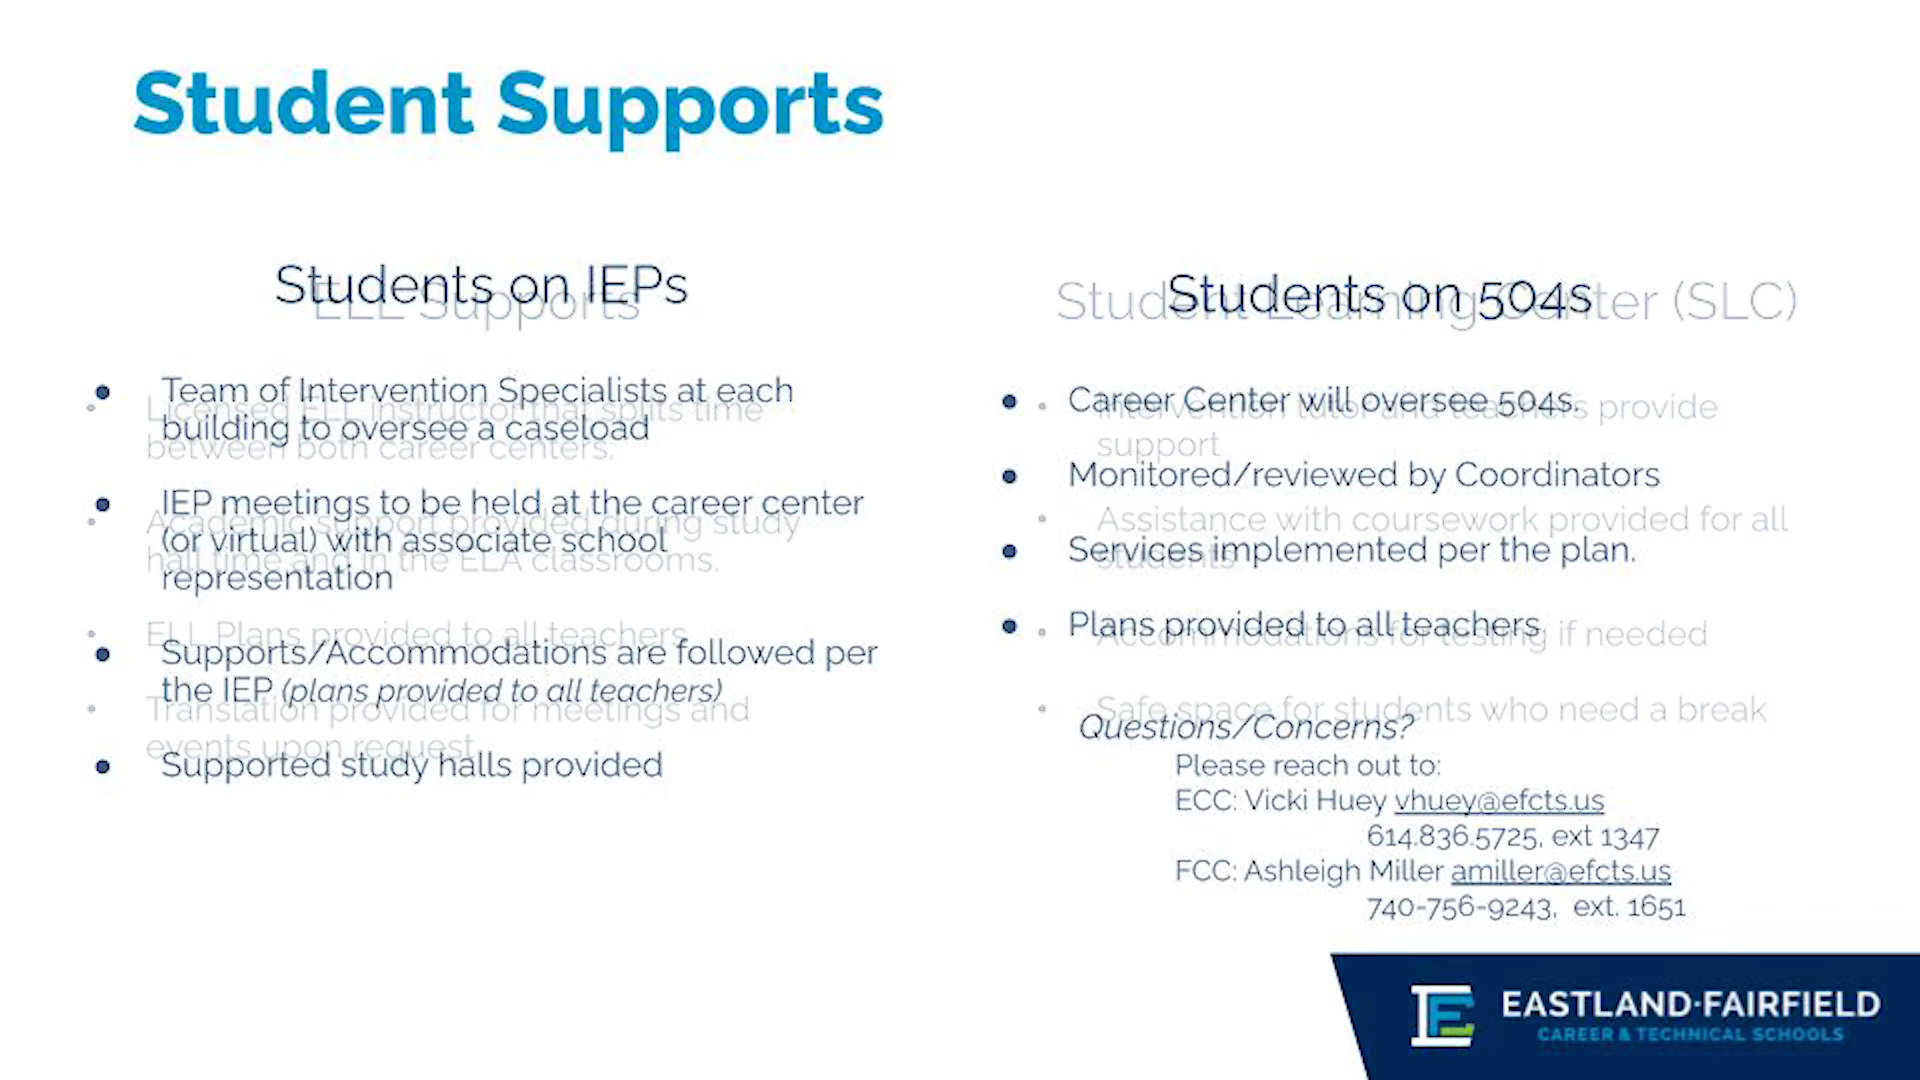 Student Supports
Students on IEPs
ELL Supports
Team of Intervention Specialists at each
building to oversee a caseload
IEP meetings to be held at the career center
(or virtual) with associate school
representation
Supports/Accommodations are followed per
the IEP (plans provided to all teachers)
Supported study halls provided
Licensed ELL instructor that splits time
between both career centers.
Academic support provided during study
hall time and in the ELA classrooms.
ELL Plans provided to all teachers
Translation provided for meetings and
events upon request
Students on 504s
Student Learning Center (SLC)
Career Center will oversee 504s.
Monitored/reviewed by Coordinators
Services implemented per the plan.
Plans provided to all teachers
Intervention tutor and teachers provide
support
Assistance with coursework provided for all
students
Accommodations for testing if needed
Safe space for students who need a break
Questions/Concerns?
Please reach out to:
ECC: Vicki Huey vhuey@efcts.us
614.836.5725, ext 1347
FCC: Ashleigh Miller amiller@efcts.us
740-756-9243, ext. 1651
EASTLAND·FAIRFIELD
CAREER & TECHNICAL SCHOOLS